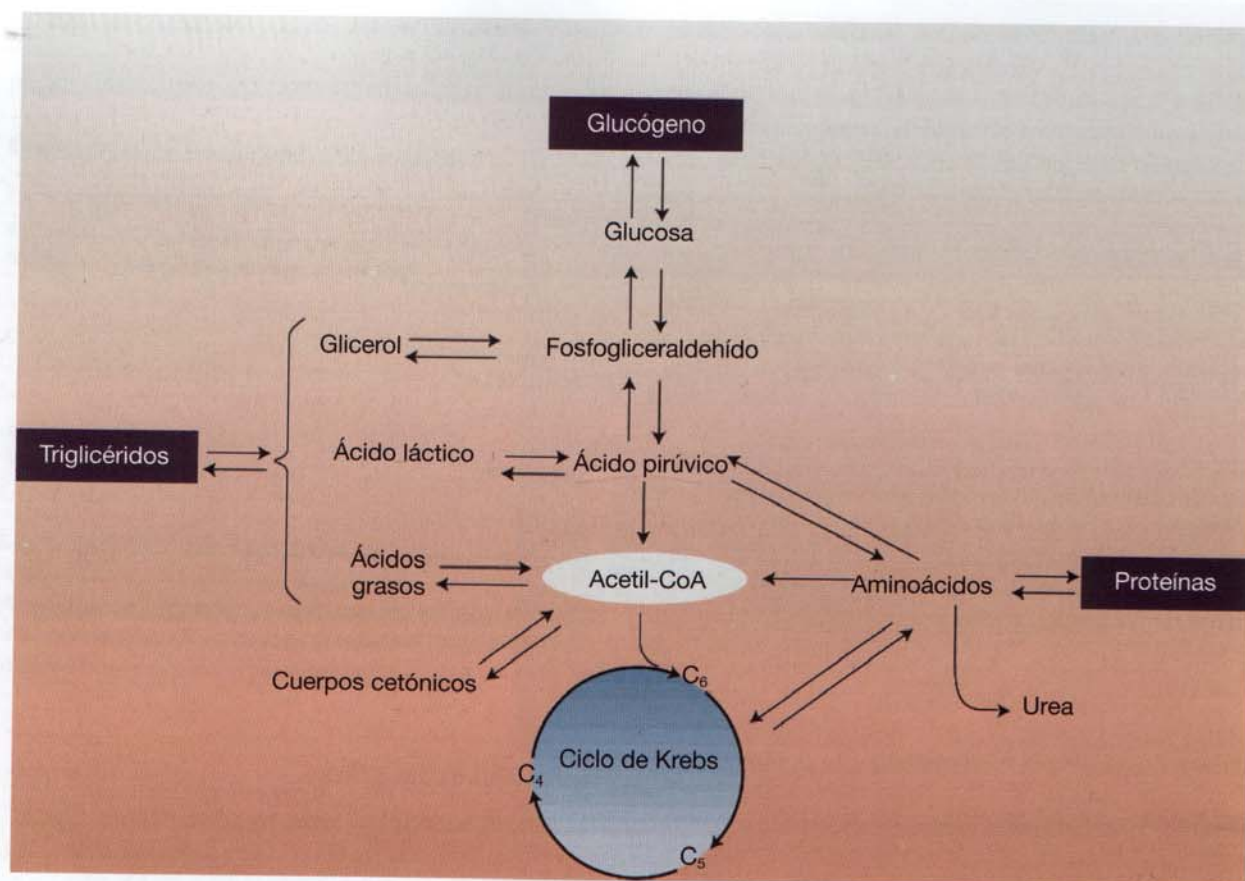 Glucógeno
Glucosa
Glicerol
Fosfogliceraldehído
Triglicéridos
Ácido láctico
Ácido pirúvico
Ácidos
grasos
Acetil-CoA
Aminoácidos
Proteínas
Cuerpos cetónicos
C₆
Urea
Ciclo de Krebs
C₄
C₅